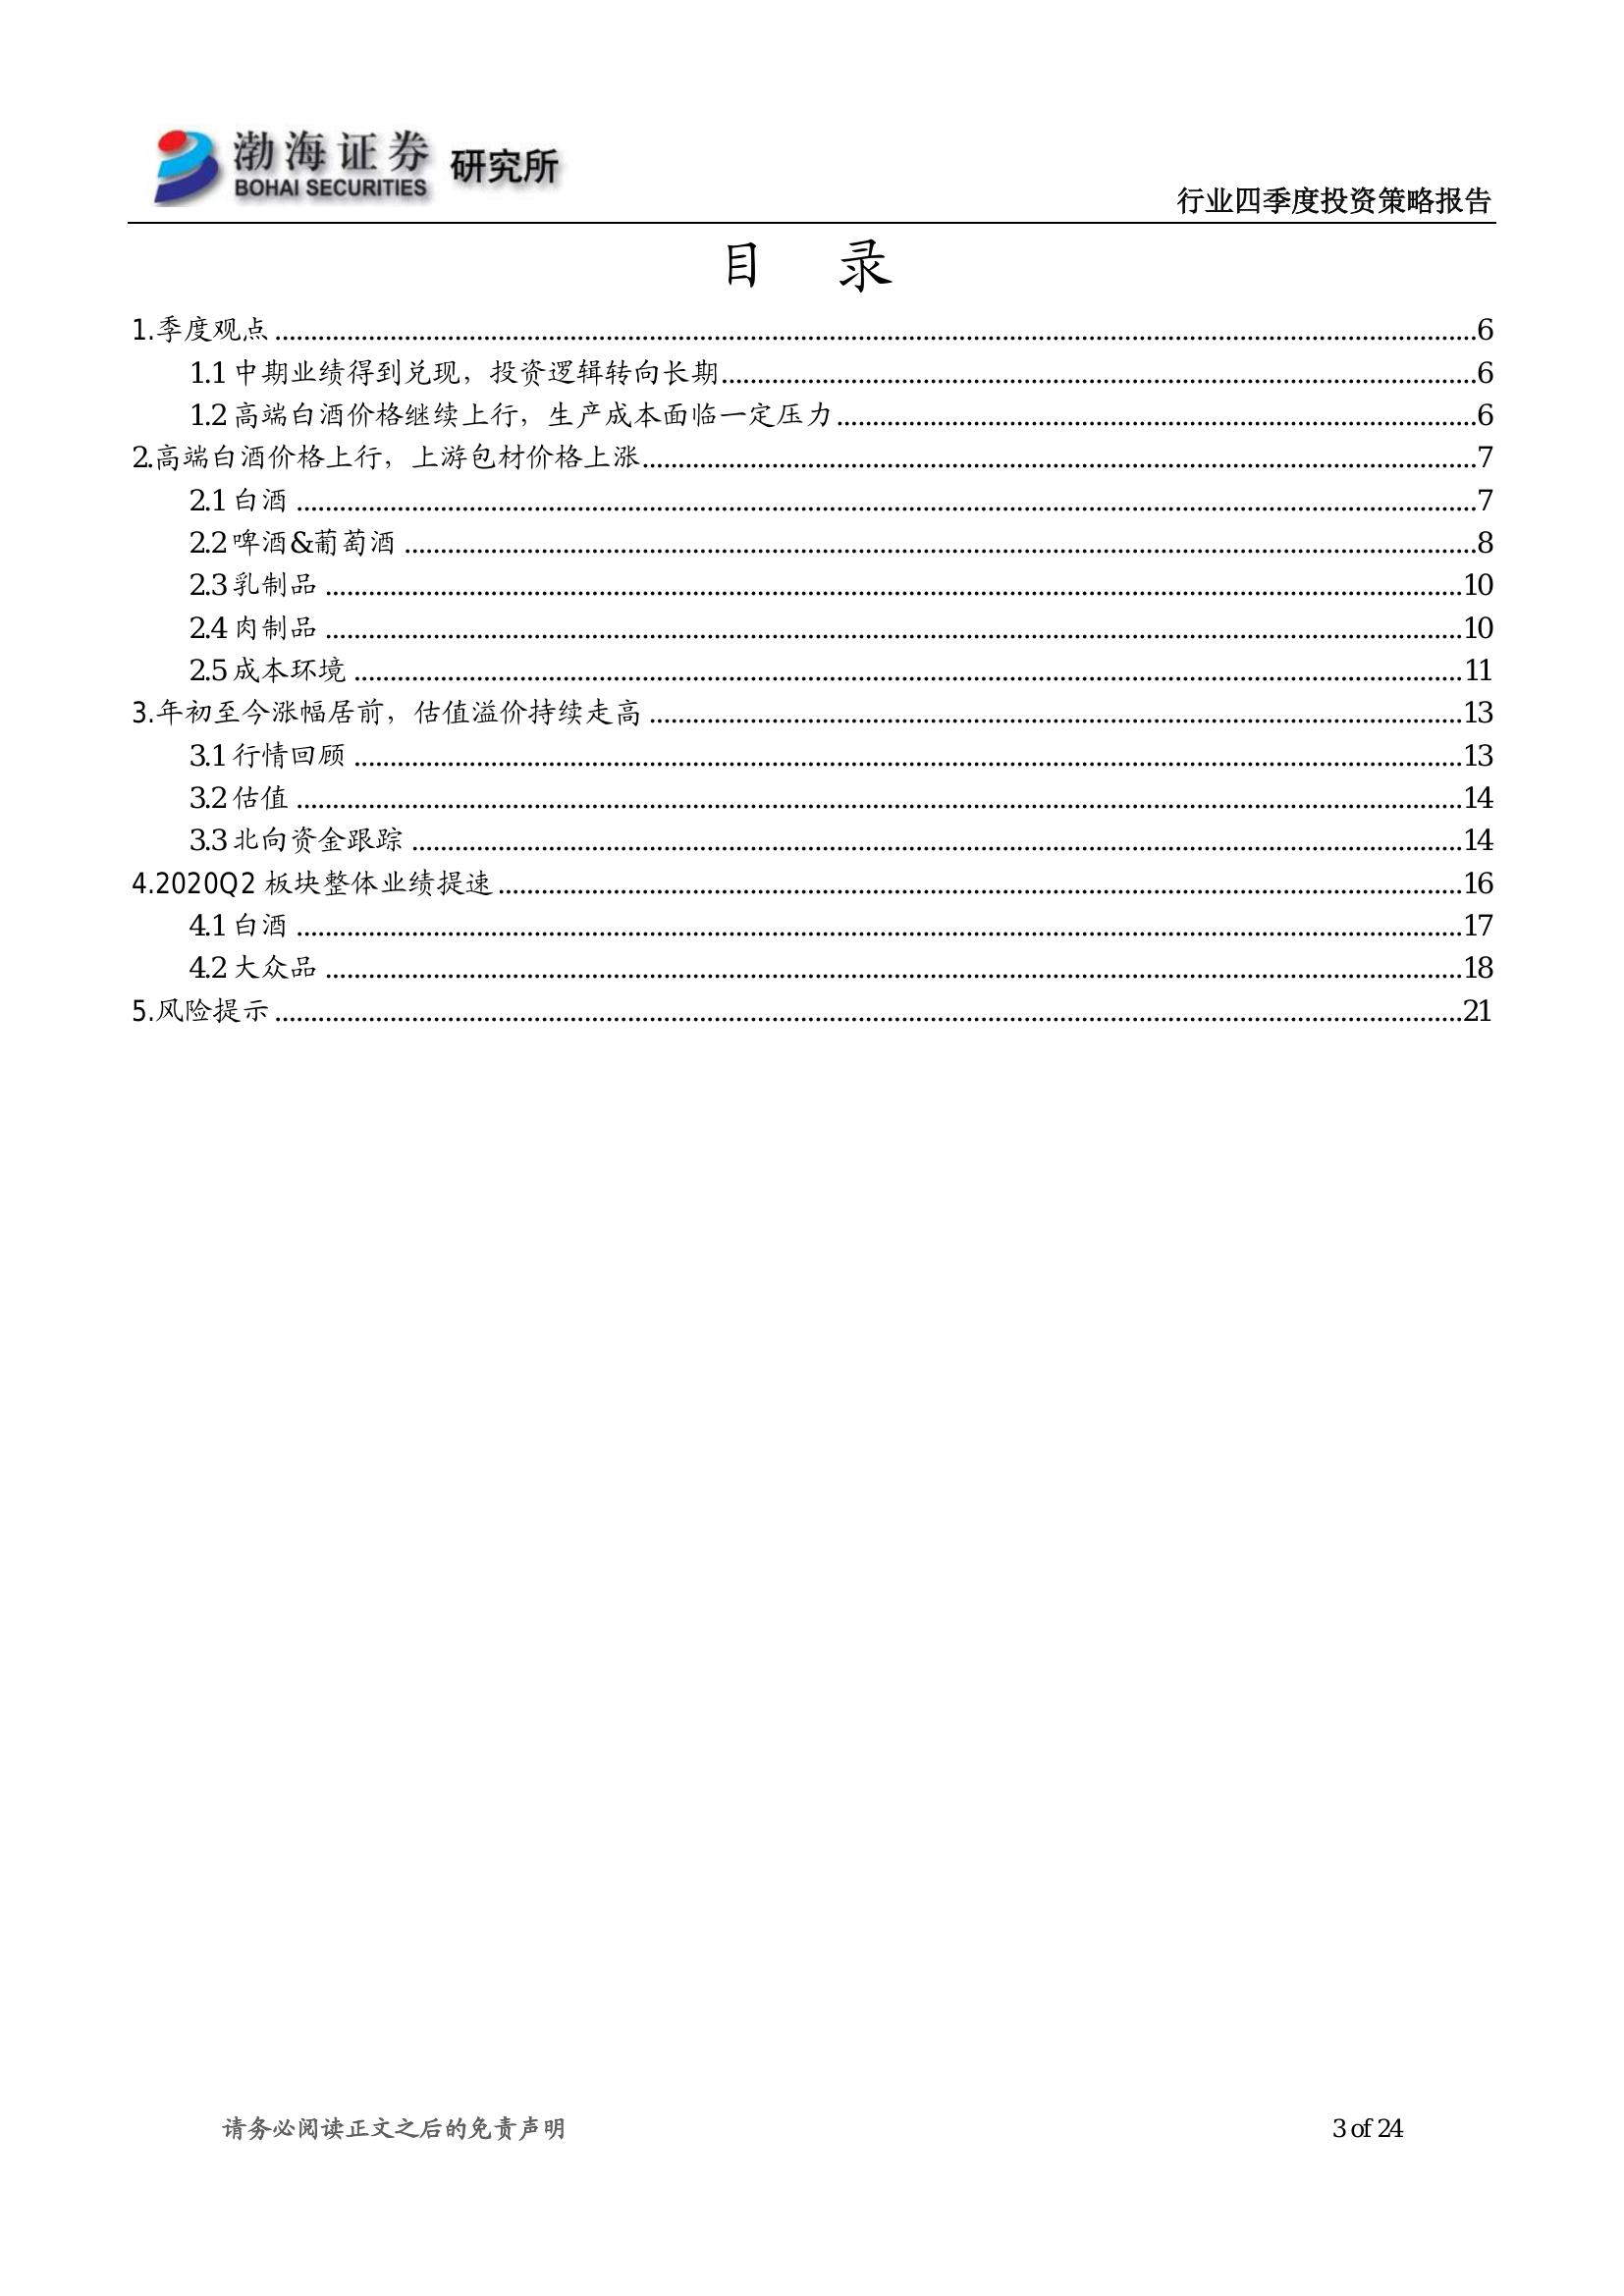 渤海证券 研究所
BOHAI SECURITIES
行业四季度投资策略报告
目 录
1.季度观点........................................6
1.1 中期业绩得到兑现，投资逻辑转向长期........................................6
1.2 高端白酒价格继续上行，生产成本面临一定压力........................................6
2.高端白酒价格上行，上游包材价格上涨........................................7
2.1 白酒........................................7
2.2 啤酒&葡萄酒........................................8
2.3 乳制品........................................10
2.4 肉制品........................................10
2.5 成本环境........................................11
3.年初至今涨幅居前，估值溢价持续走高........................................13
3.1 行情回顾........................................13
3.2 估值........................................14
3.3 北向资金跟踪........................................14
4.2020Q2 板块整体业绩提速........................................16
4.1 白酒........................................17
4.2 大众品........................................18
5.风险提示........................................21
请务必阅读正文之后的免责声明 3 of 24